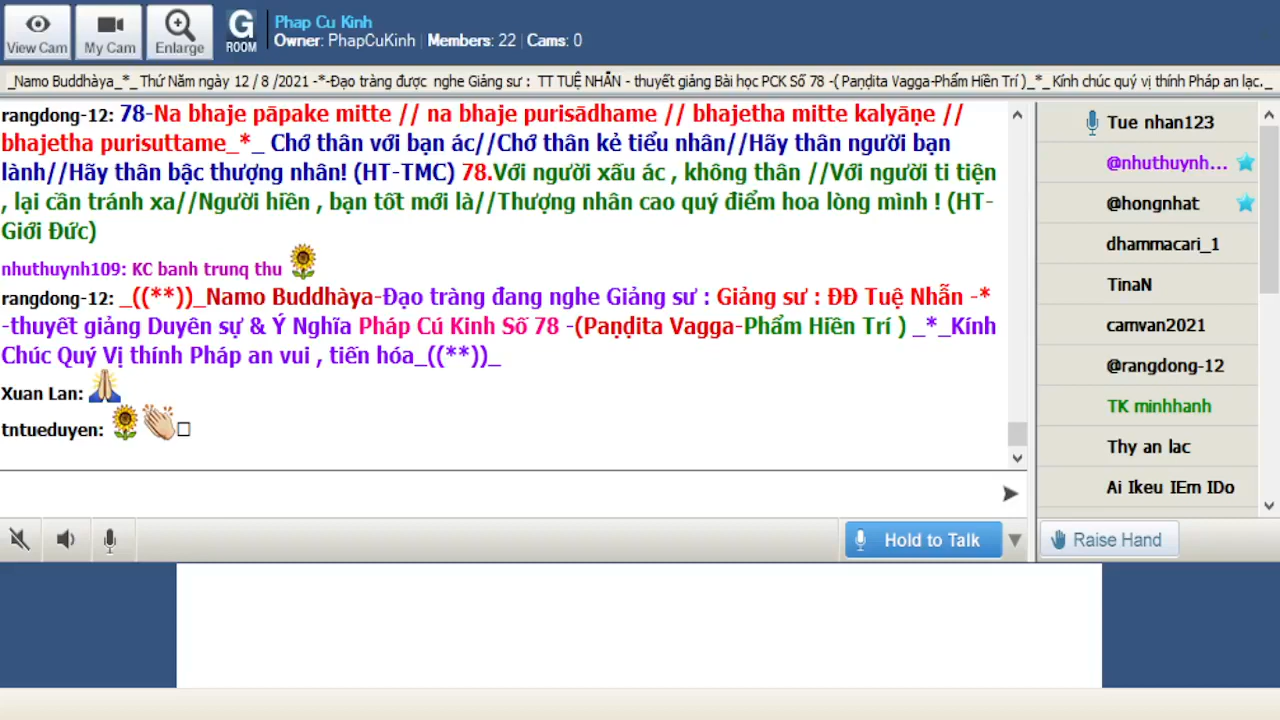 View Cam
My Cam
Enlarge
G
ROOM
Phap Cu Kinh
Owner: PhapCuKinh | Members: 22 | Cams: 0
_Namo Buddhàya_*_ Thứ Năm ngày 12 / 8 /2021 -*-Đạo tràng được nghe Giảng sư : TT TUỆ NHẪN - thuyết giảng Bài học PCK Số 78 -( Paṇḍita Vagga-Phẩm Hiền Trí )_*_ Kính chúc quý vị thính Pháp an lạc._
rangdong-12: 78-Na bhaje pāpake mitte // na bhaje purisādhame // bhajetha mitte kalyāṇe //
bhajetha purisuttame_*_ Chớ thân với bạn ác//Chớ thân kẻ tiểu nhân//Hãy thân người bạn
lành//Hãy thân bậc thượng nhân! (HT-TMC) 78.Với người xấu ác , không thân //Với người ti tiện
, lại cần tránh xa//Người hiền , bạn tốt mới là//Thượng nhân cao quý điểm hoa lòng mình ! (HT-
Giới Đức)
nhuthuynh109: KC banh trunq thu
rangdong-12: _((**))_Namo Buddhàya-Đạo tràng đang nghe Giảng sư : Giảng sư : ĐĐ Tuệ Nhẫn -*
-thuyết giảng Duyên sự & Ý Nghĩa Pháp Cú Kinh Số 78 -(Paṇḍita Vagga-Phẩm Hiền Trí ) _*_Kính
Chúc Quý Vị thính Pháp an vui , tiến hóa_((**))_
Xuan Lan:
tntueduyen:
Tue nhan123
@nhuthuynh...
@hongnhat
dhammacari_1
TinaN
camvan2021
@rangdong-12
TK minhhanh
Thy an lac
Ai Ikeu IEm IDo
Hold to Talk
Raise Hand